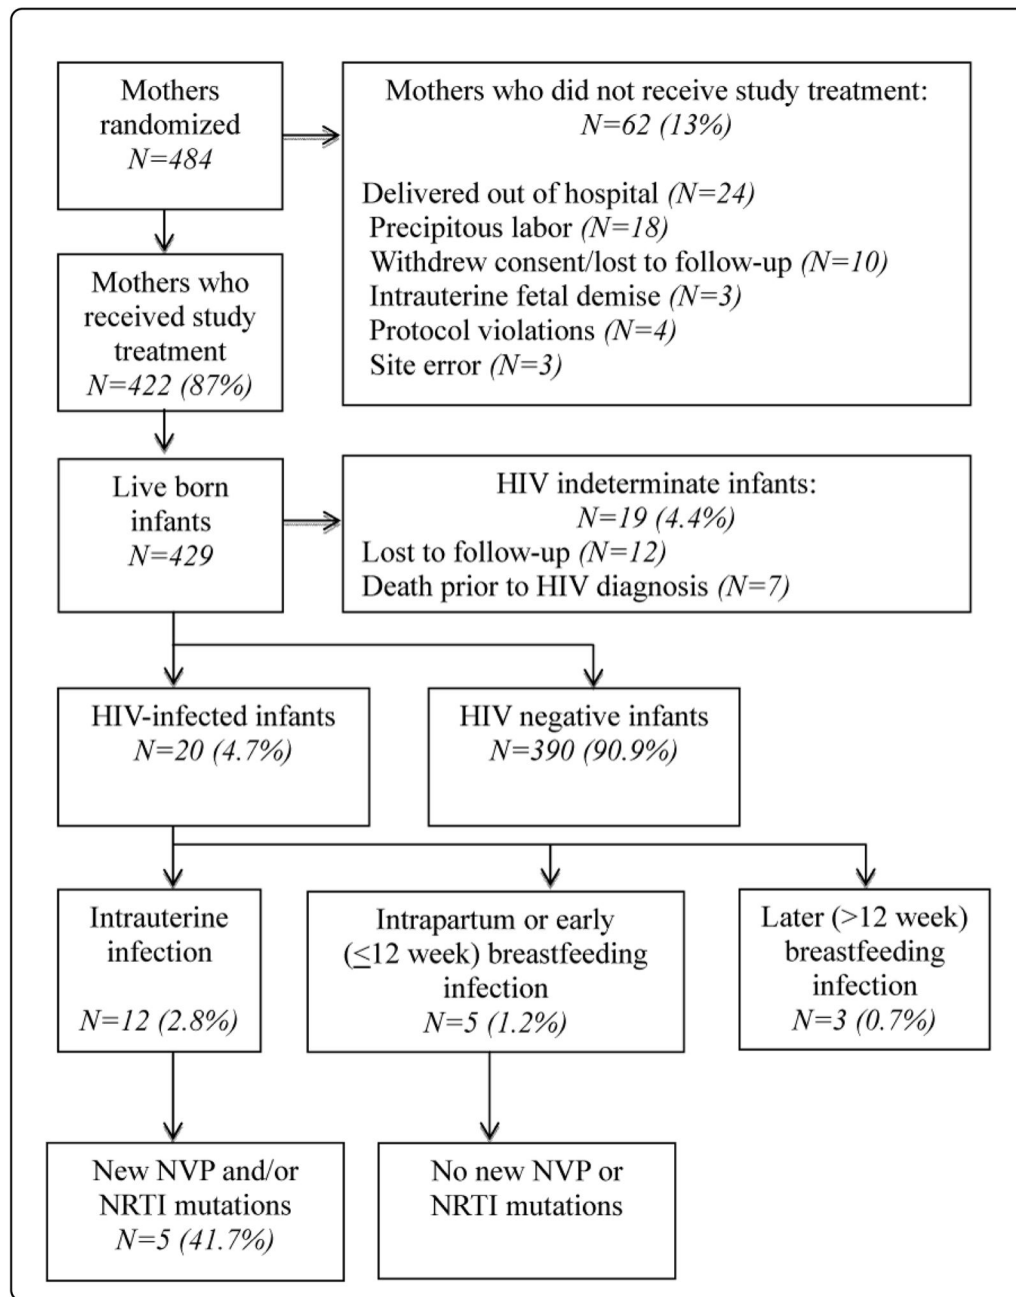 Mothers
randomized
N=484
Mothers who did not receive study treatment:
N=62 (13%)
Delivered out of hospital (N=24)
Precipitous labor (N=18)
Withdrew consent/lost to follow-up (N=10)
Intrauterine fetal demise (N=3)
Protocol violations (N=4)
Site error (N=3)
Mothers who
received study
treatment
N=422 (87%)
Live born
infants
N=429
HIV indeterminate infants:
N=19 (4.4%)
Lost to follow-up (N=12)
Death prior to HIV diagnosis (N=7)
HIV-infected infants
N=20 (4.7%)
HIV negative infants
N=390 (90.9%)
Intrauterine
infection
N=12 (2.8%)
Intrapartum or early
(≤12 week) breastfeeding
infection
N=5 (1.2%)
Later (>12 week)
breastfeeding
infection
N=3 (0.7%)
New NVP and/or
NRTI mutations
N=5 (41.7%)
No new NVP or
NRTI mutations